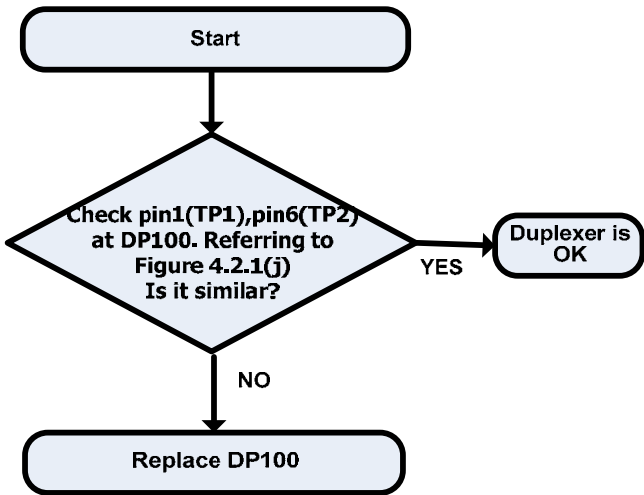 Start
Check pin1(TP1),pin6(TP2)
at DP100. Referring to
Figure 4.2.1(j)
Is it similar?
YES
Duplexer is
OK
NO
Replace DP100